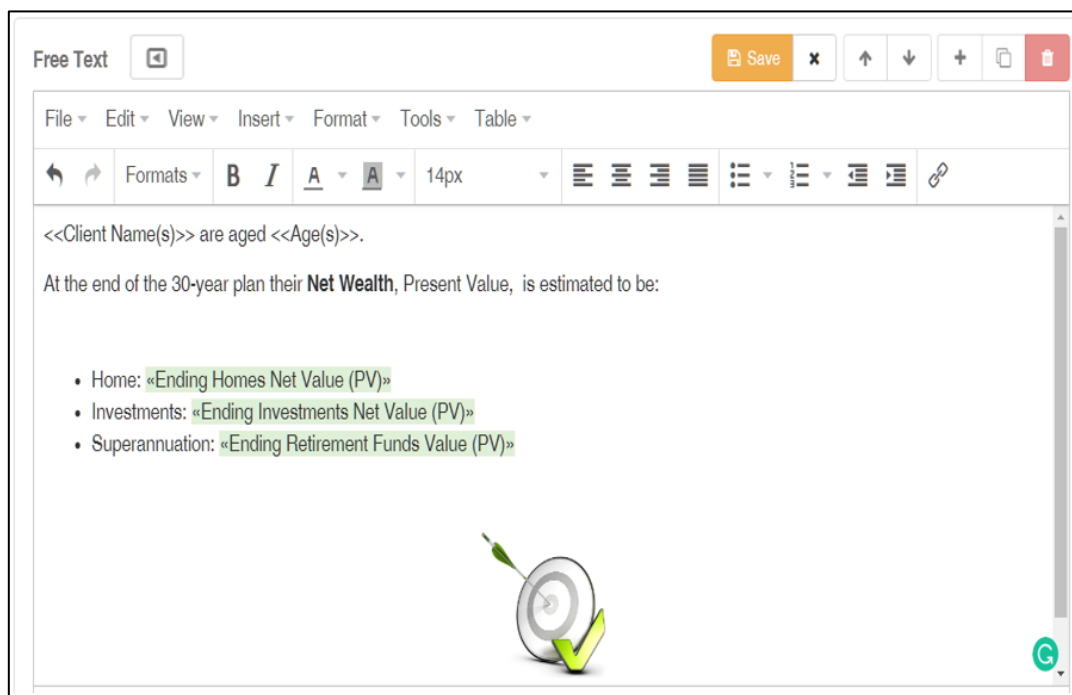 Free Text
Save
File Edit View Insert Format Tools Table
Formats B I A A 14px
<<Client Name(s)>> are aged <<Age(s)>>.
At the end of the 30-year plan their Net Wealth, Present Value,  is estimated to be:
• Home: «Ending Homes Net Value (PV)»
• Investments: «Ending Investments Net Value (PV)»
• Superannuation: «Ending Retirement Funds Value (PV)»